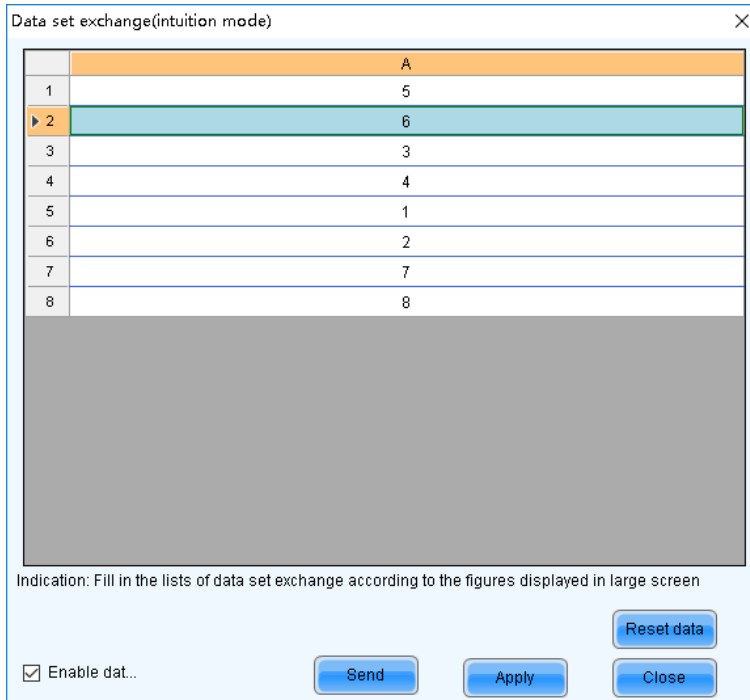 Data set exchange(intuition mode)
A
1 5
2 6
3 3
4 4
5 1
6 2
7 7
8 8
Indication: Fill in the lists of data set exchange according to the figures displayed in large screen
Reset data
Enable dat... Send Apply Close